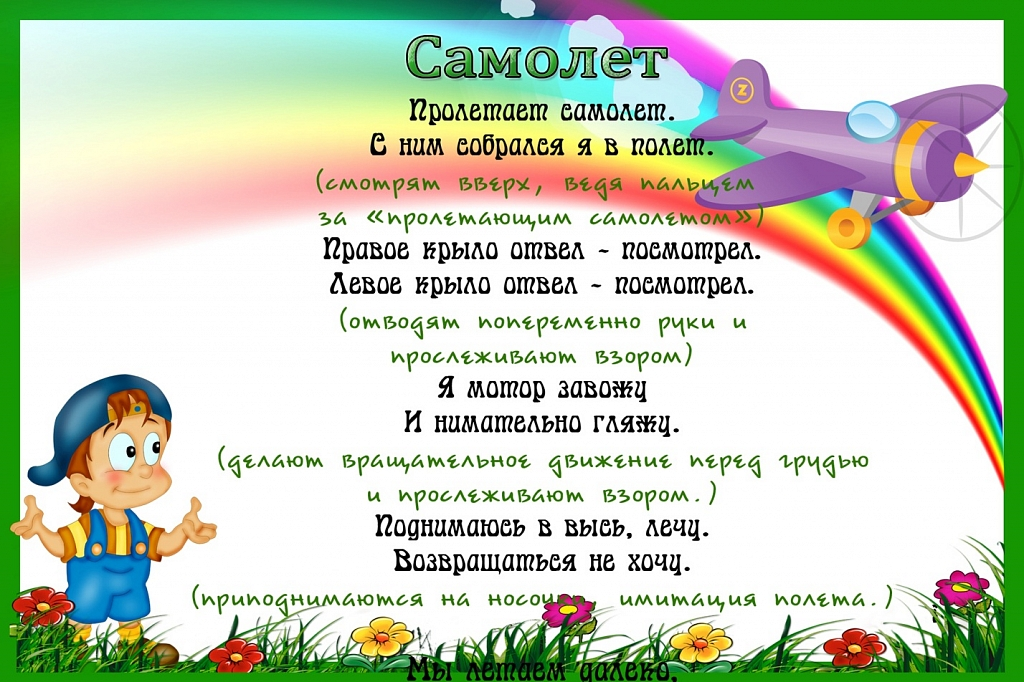 Самолет
Z
Пролетает самолет.
С ним собрался я в полет.
(смотрят вверх, ведя пальцем
за «пролетающим самолетом»)
Правое крыло отвел - посмотрел.
Левое крыло отвел - посмотрел.
(отводят попеременно руки и
прослеживают взором)
Я мотор завожу
И нимательно гляжу.
(делают вращательное движение перед грудью
и прослеживают взором.)
Поднимаюсь в высь, лечу.
Возвращаться не хочу.
(приподнимаются на носочки, имитация полета.)
Мы летаем далеко,